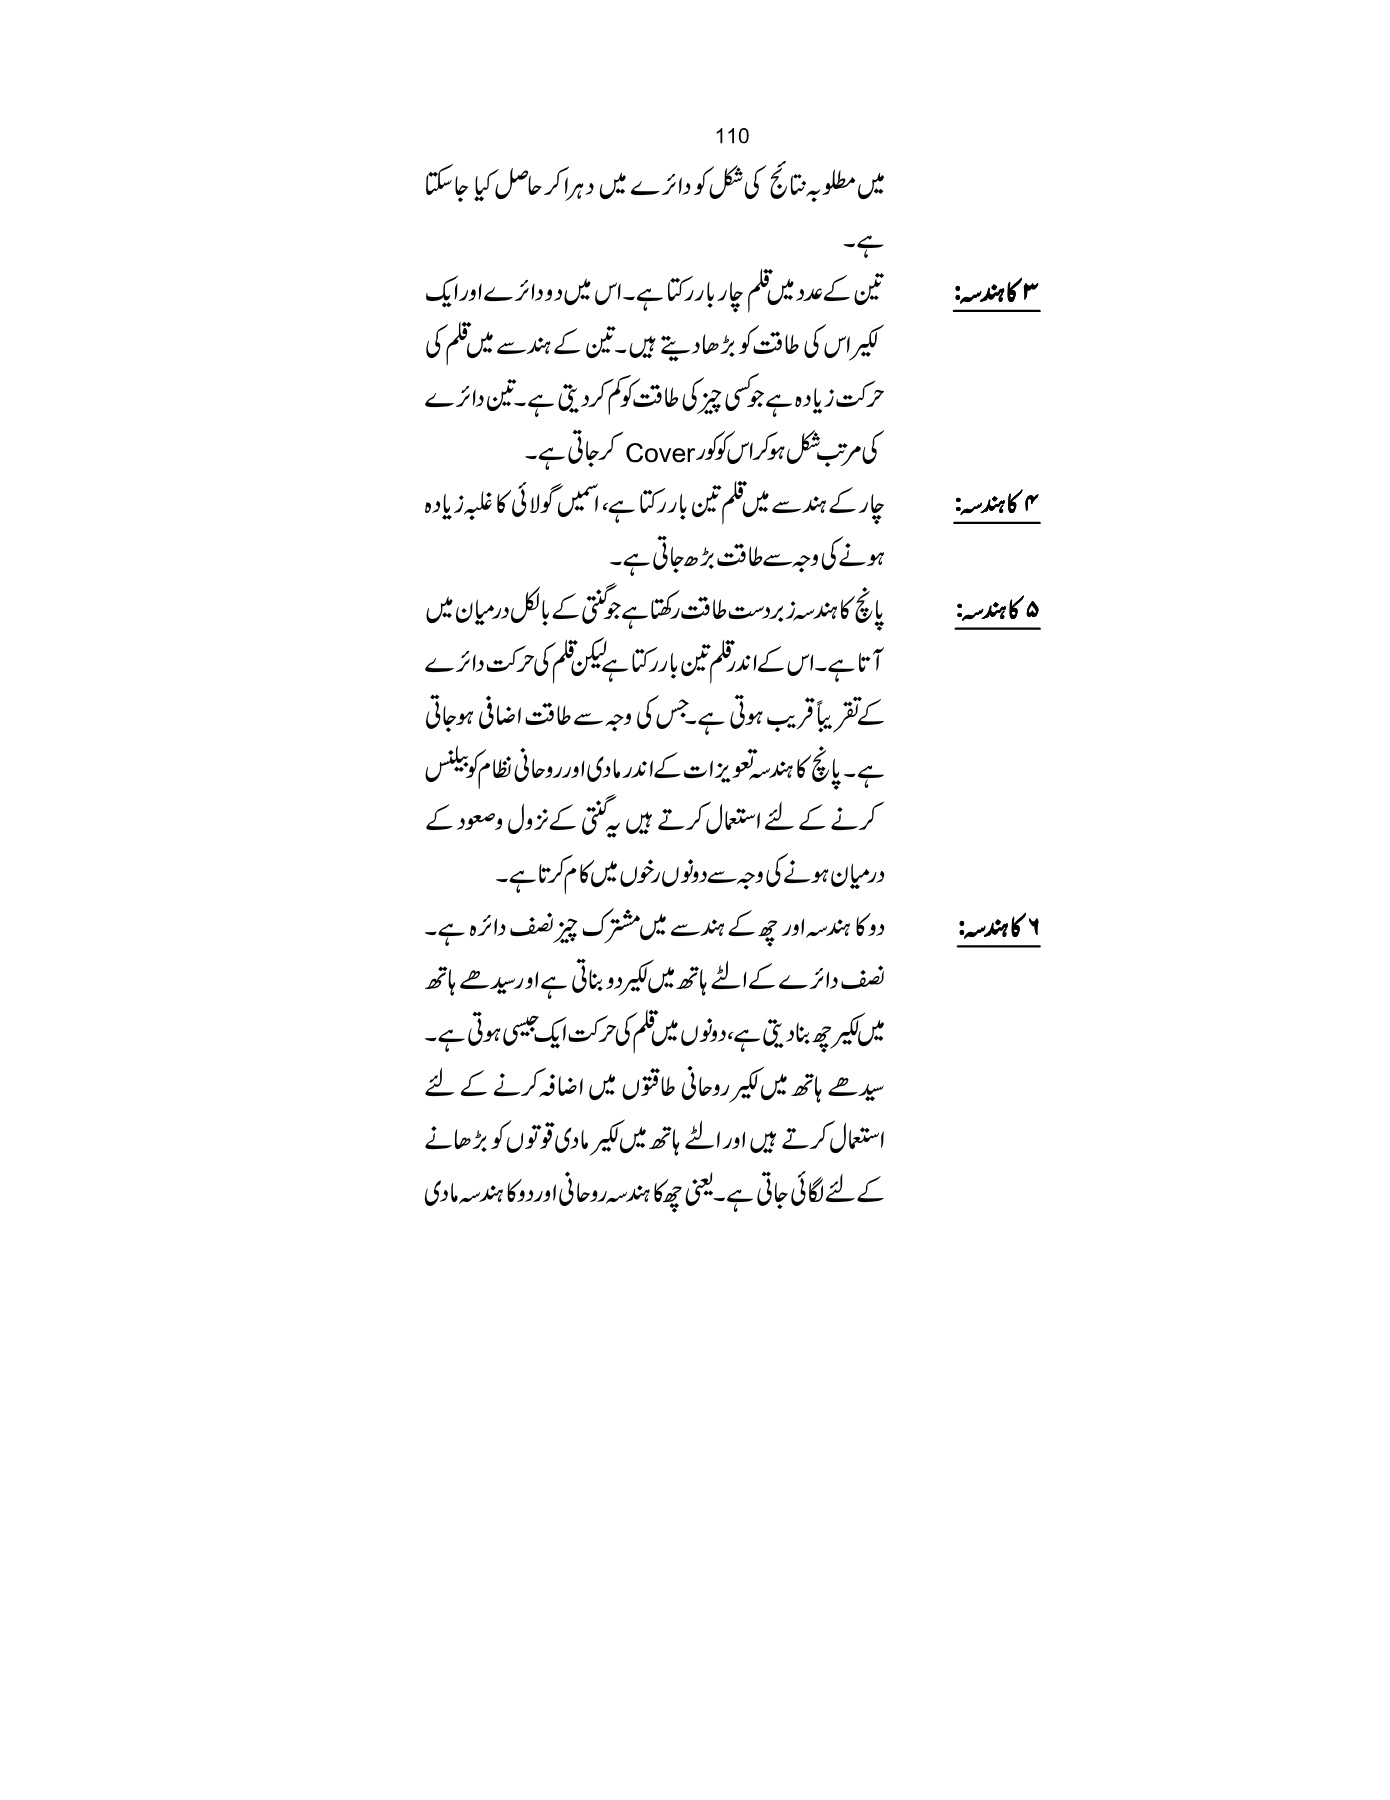 110
میں مطلوبہ نتائج کی شکل کو دائرے میں دہرا کر حاصل کیا جاسکتا
ہے۔
۳ کا ہندسہ: تین کے عدد میں قلم چار بار رکتا ہے۔ اس میں دو دائرے اور ایک
لکیر اس کی طاقت کو بڑھا دیتے ہیں۔ تین کے ہندسے میں قلم کی
حرکت زیادہ ہے جو کسی چیز کی طاقت کو کم کردیتی ہے۔ تین دائرے
کی مرتب شکل ہوکر اس کو کور Cover کر جاتی ہے۔
۴ کا ہندسہ: چار کے ہندسے میں قلم تین بار رکتا ہے، اسمیں گولائی کا غلبہ زیادہ
ہونے کی وجہ سے طاقت بڑھ جاتی ہے۔
۵ کا ہندسہ: پانچ کا ہندسہ زبردست طاقت رکھتا ہے جو گنتی کے بالکل درمیان میں
آتا ہے۔ اس کے اندر قلم تین بار رکتا ہے لیکن قلم کی حرکت دائرے
کے تقریباً قریب ہوتی ہے۔ جس کی وجہ سے طاقت اضافی ہوجاتی
ہے۔ پانچ کا ہندسہ تعویزات کے اندر مادی اور روحانی نظام کو بیلنس
کرنے کے لئے استعمال کرتے ہیں یہ گنتی کے نزول وصعود کے
درمیان ہونے کی وجہ سے دونوں رخوں میں کام کرتا ہے۔
۶ کا ہندسہ: دو کا ہندسہ اور چھ کے ہندسے میں مشترک چیز نصف دائرہ ہے۔
نصف دائرے کے الٹے ہاتھ میں لکیر دو بناتی ہے اور سیدھے ہاتھ
میں لکیر چھ بنا دیتی ہے، دونوں میں قلم کی حرکت ایک جیسی ہوتی ہے۔
سیدھے ہاتھ میں لکیر روحانی طاقتوں میں اضافہ کرنے کے لئے
استعمال کرتے ہیں اور الٹے ہاتھ میں لکیر مادی قوتوں کو بڑھانے
کے لئے لگائی جاتی ہے۔ یعنی چھ کا ہندسہ روحانی اور دو کا ہندسہ مادی